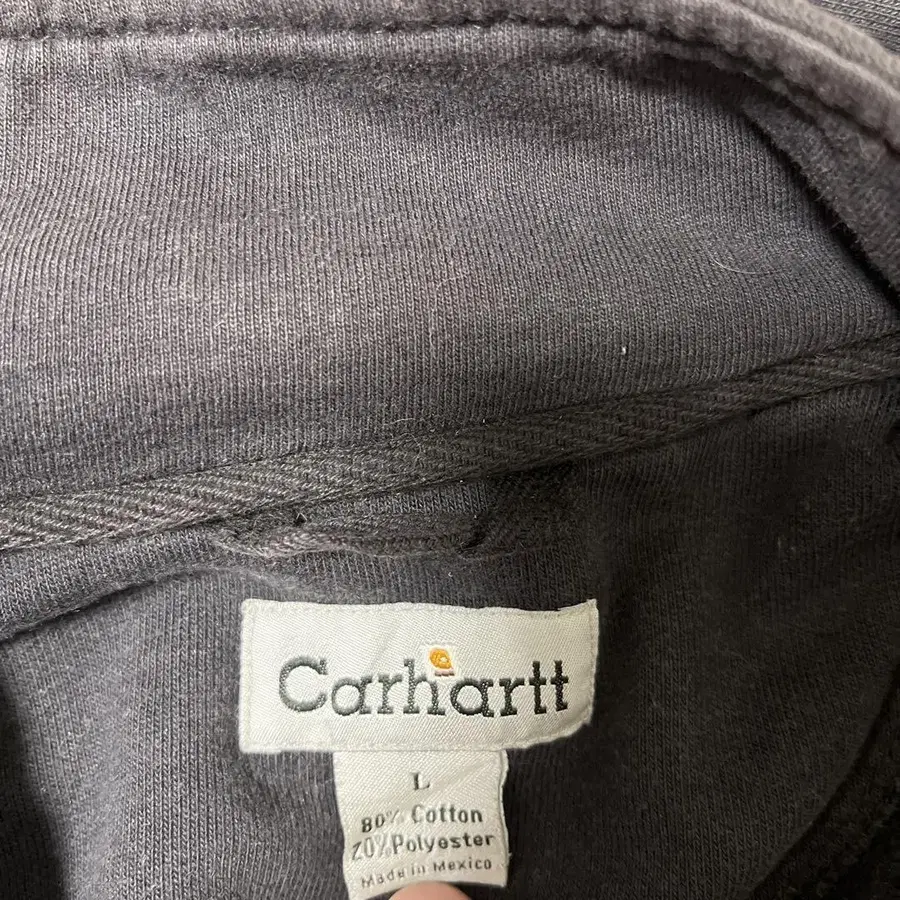 Carhartt
L
80% Cotton
20%Polyester
Made in Mexico